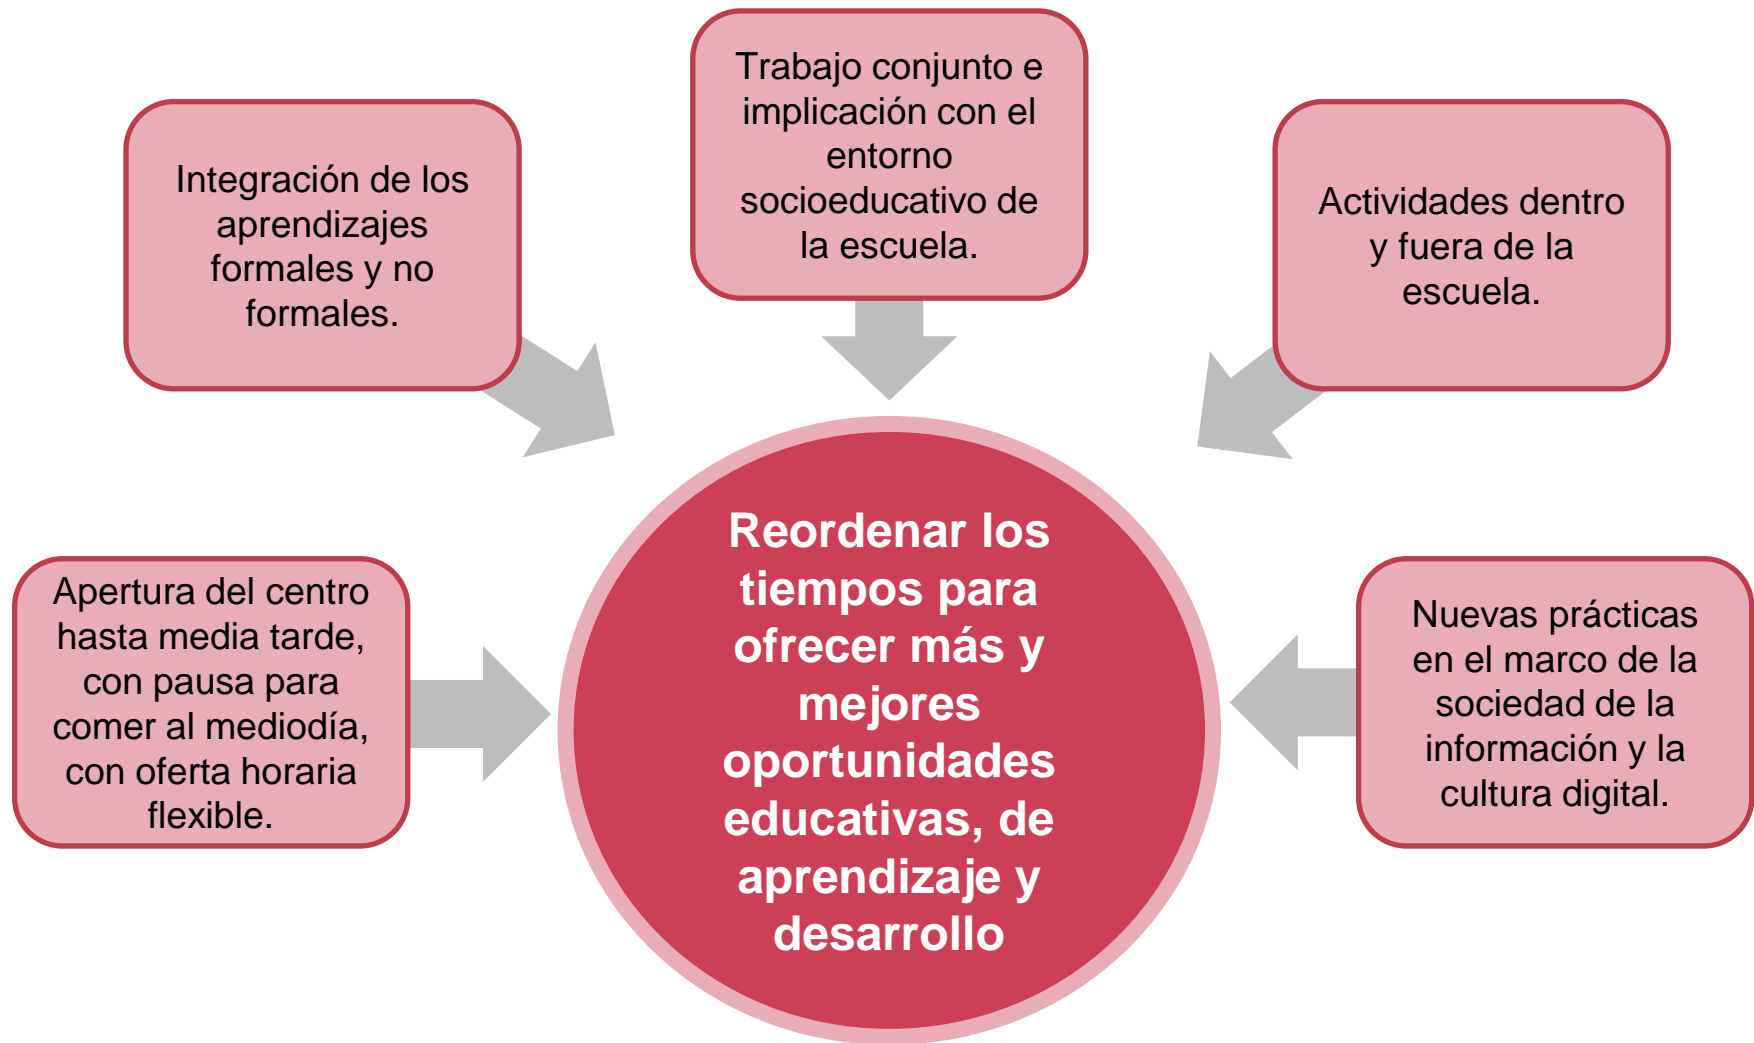 Trabajo conjunto e
implicación con el
entorno
socioeducativo de
la escuela.
Integración de los
aprendizajes
formales y no
formales.
Actividades dentro
y fuera de la
escuela.
Apertura del centro
hasta media tarde,
con pausa para
comer al mediodía,
con oferta horaria
flexible.
Reordenar los
tiempos para
ofrecer más y
mejores
oportunidades
educativas, de
aprendizaje y
desarrollo
Nuevas prácticas
en el marco de la
sociedad de la
información y la
cultura digital.